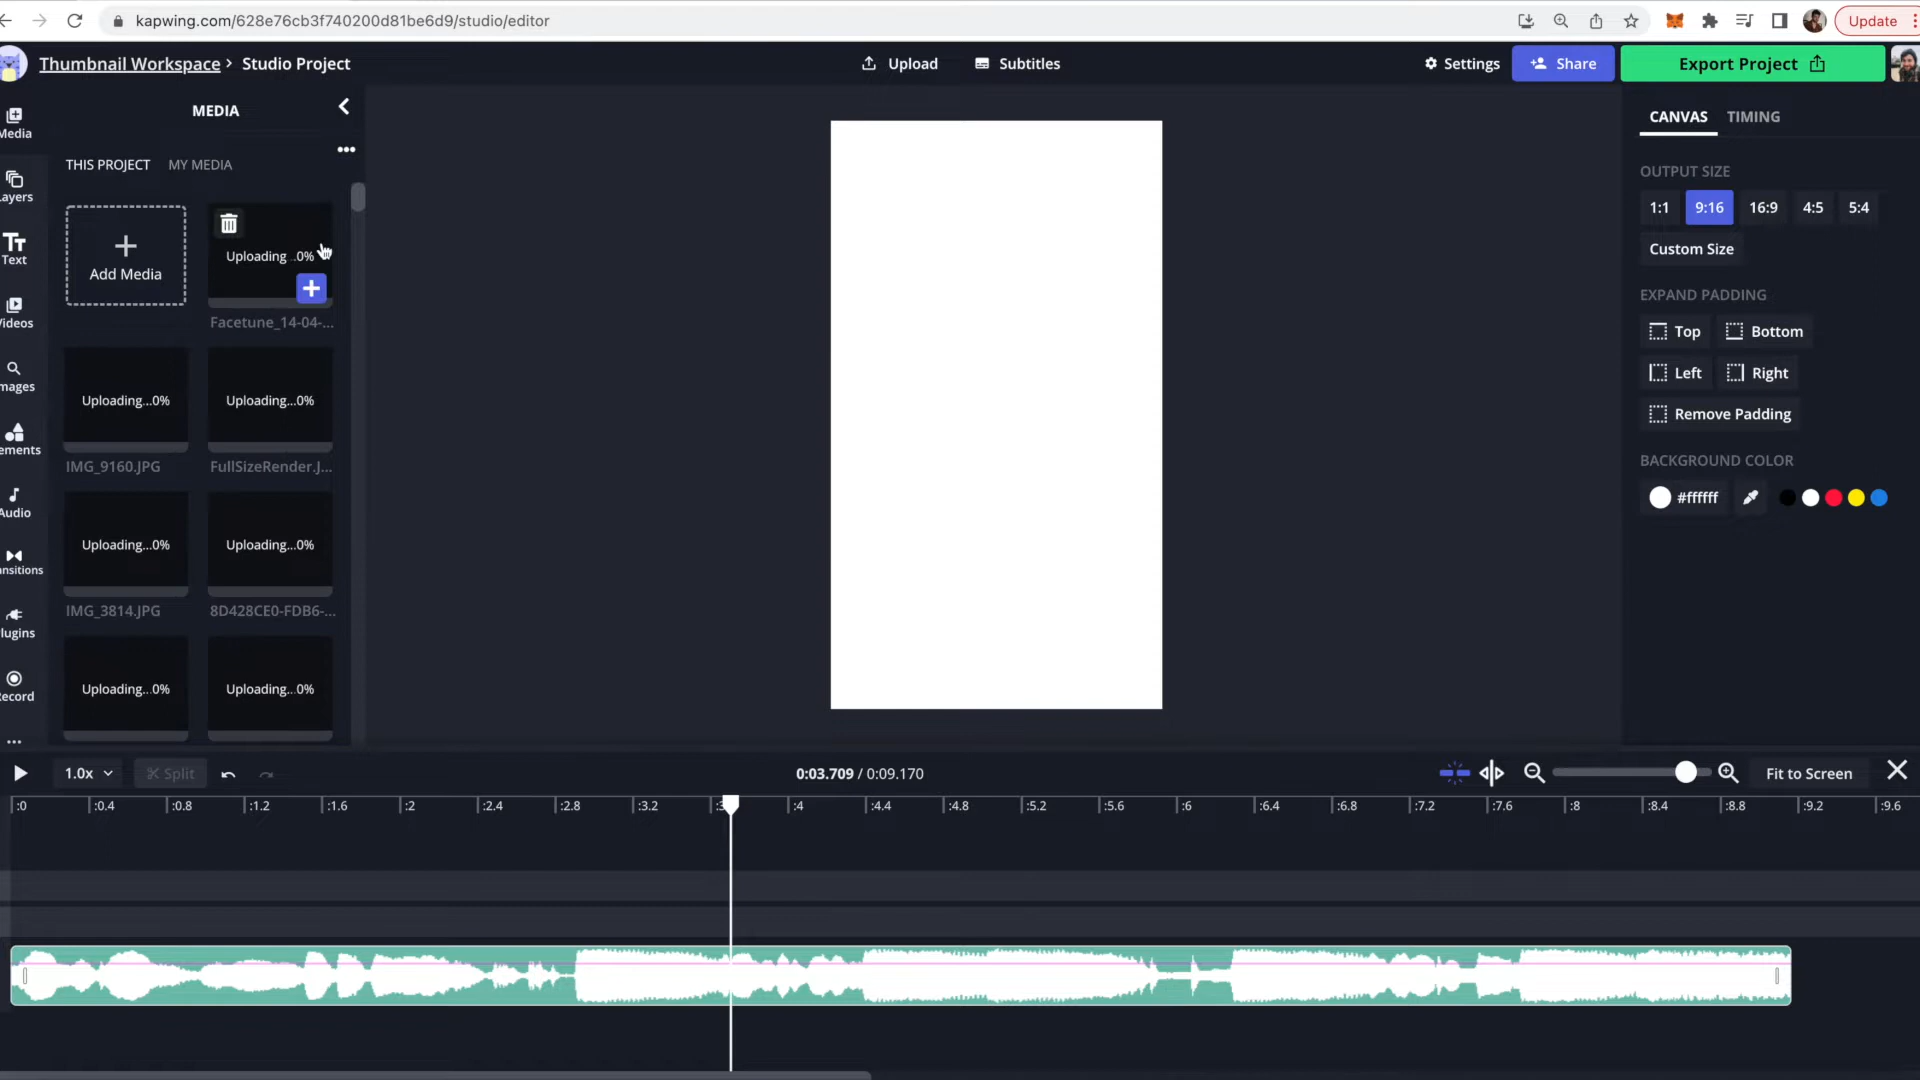 kapwing.com/628e76cb3f740200d81be6d9/studio/editor
Update
Thumbnail Workspace > Studio Project
Upload
Subtitles
Settings
Share
Export Project
MEDIA
THIS PROJECT MY MEDIA
Media
ayers
Text
ideos
mages
ements
Audio
nsitions
lugins
ecord
Add Media
Uploading ..0%
Facetune_14-04-...
Uploading...0%
Uploading...0%
IMG_9160.JPG
FullSizeRender.J...
Uploading...0%
Uploading...0%
IMG_3814.JPG
8D428CE0-FDB6-...
Uploading...0%
Uploading...0%
CANVAS TIMING
OUTPUT SIZE
1:1 9:16 16:9 4:5 5:4
Custom Size
EXPAND PADDING
Top Bottom
Left Right
Remove Padding
BACKGROUND COLOR
#ffffff
1.0x
Split
0:03.709 / 0:09.170
Fit to Screen
:0 :0.4 :0.8 :1.2 :1.6 :2 :2.4 :2.8 :3.2 :4 :4.4 :4.8 :5.2 :5.6 :6 :6.4 :6.8 :7.2 :7.6 :8 :8.4 :8.8 :9.2 :9.6